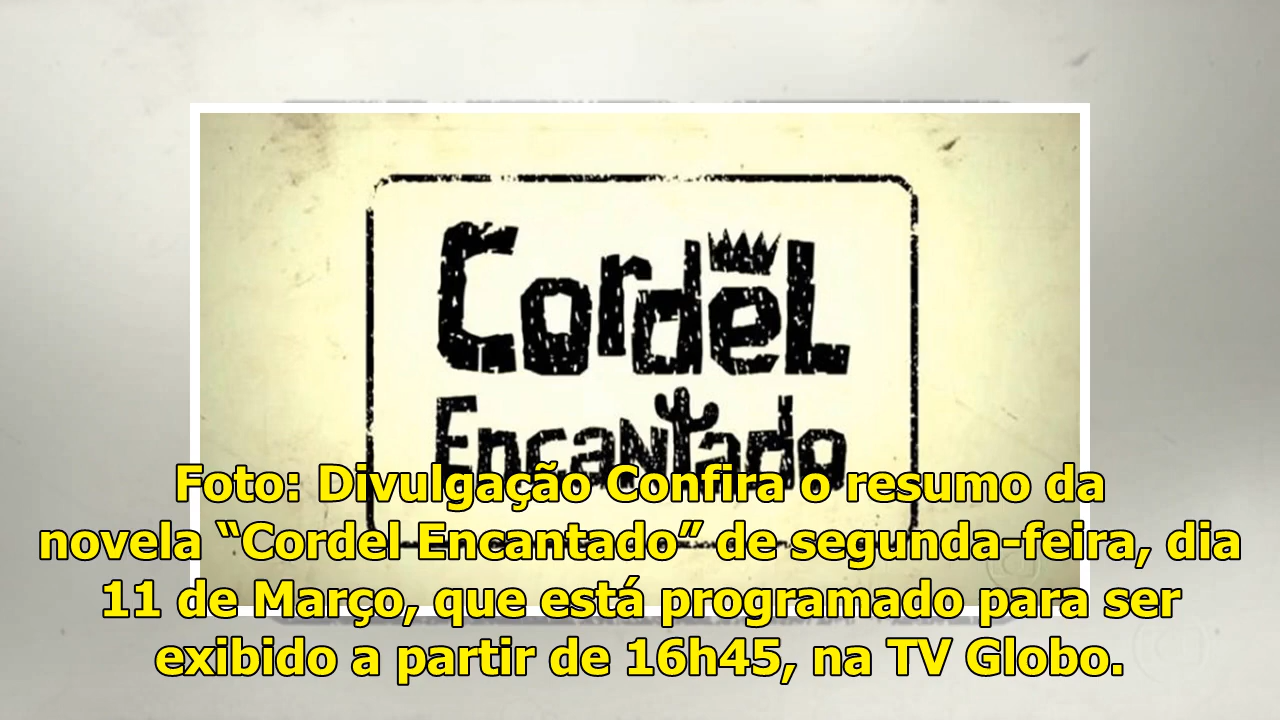 Cordel
Encantado
Foto: Divulgação Confira o resumo da
novela “Cordel Encantado” de segunda-feira, dia
11 de Março, que está programado para ser
exibido a partir de 16h45, na TV Globo.